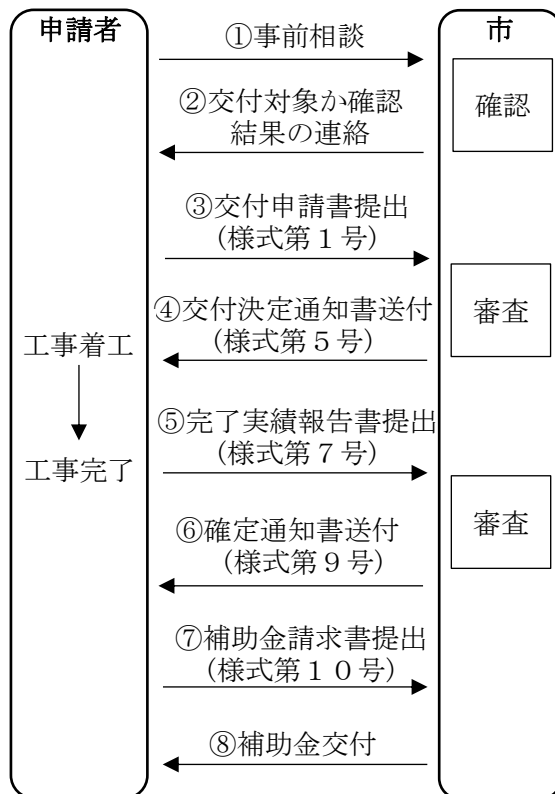 申請者
市
①事前相談
②交付対象か確認
結果の連絡
確認
③交付申請書提出
(様式第１号)
④交付決定通知書送付
(様式第５号)
審査
工事着工
⑤完了実績報告書提出
(様式第７号)
工事完了
審査
⑥確定通知書送付
(様式第９号)
⑦補助金請求書提出
(様式第１０号)
⑧補助金交付